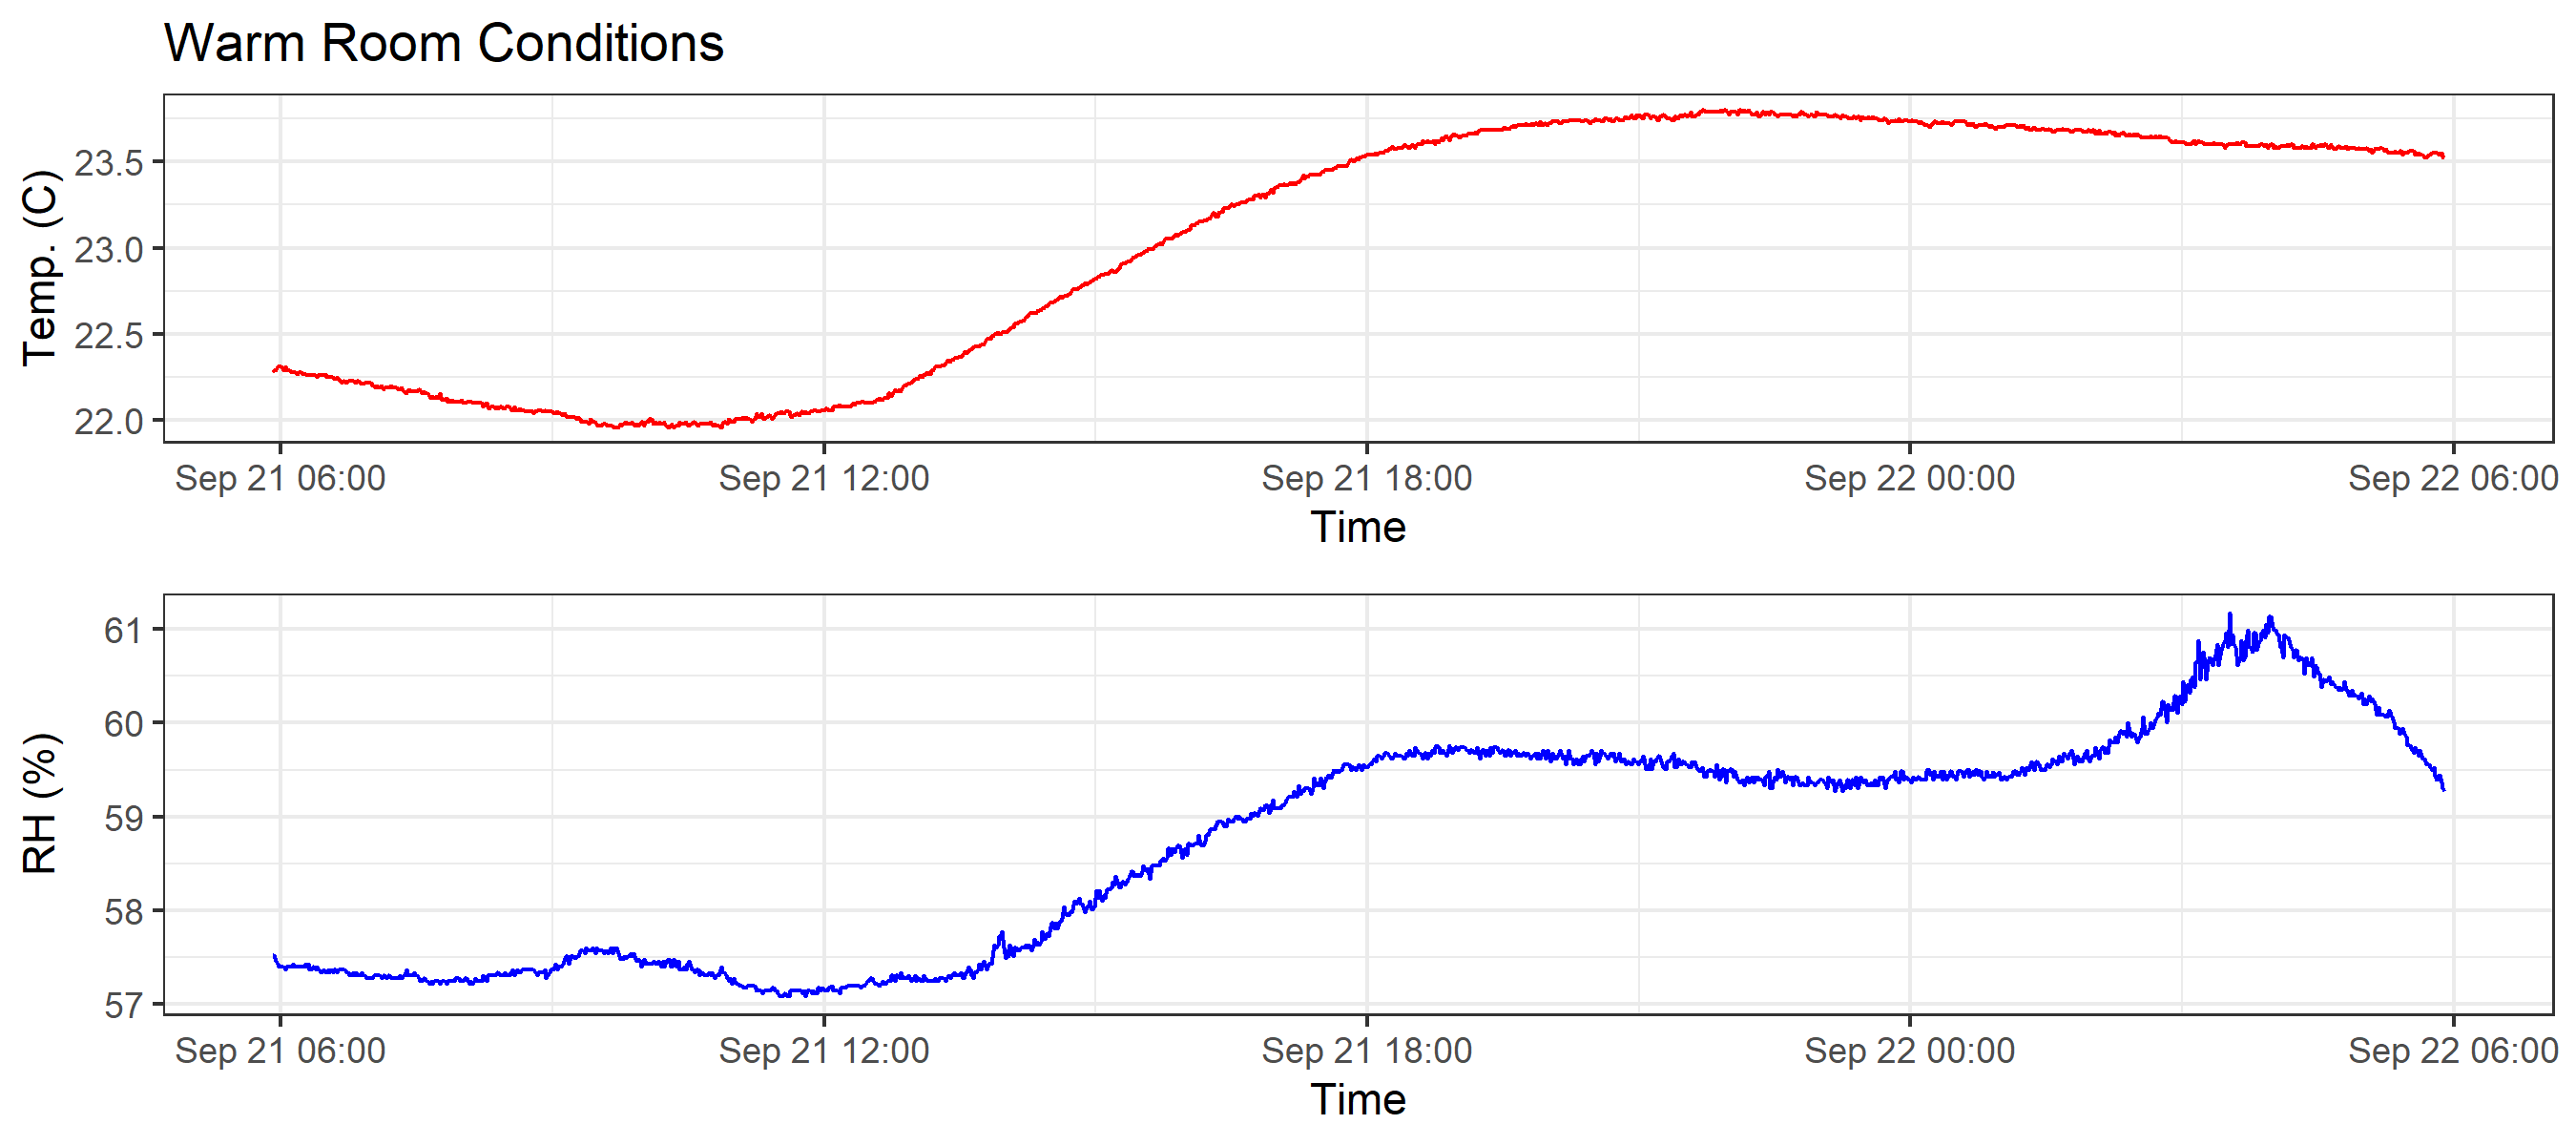 Warm Room Conditions
Temp. (C)
23.5
23.0
22.5
22.0
Sep 21 06:00 Sep 21 12:00 Sep 21 18:00 Sep 22 00:00 Sep 22 06:00
Time
RH (%)
61
60
59
58
57
Sep 21 06:00 Sep 21 12:00 Sep 21 18:00 Sep 22 00:00 Sep 22 06:00
Time